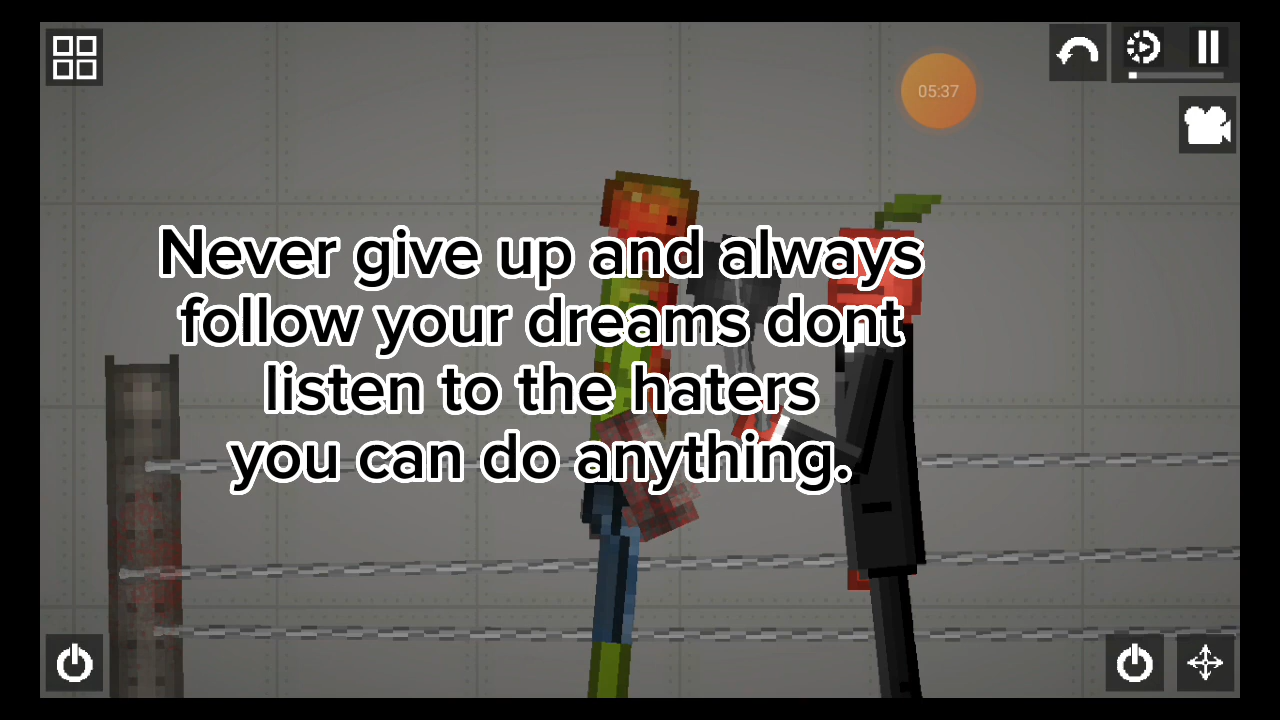 05:37
Never give up and always
follow your dreams dont
listen to the haters
you can do anything.